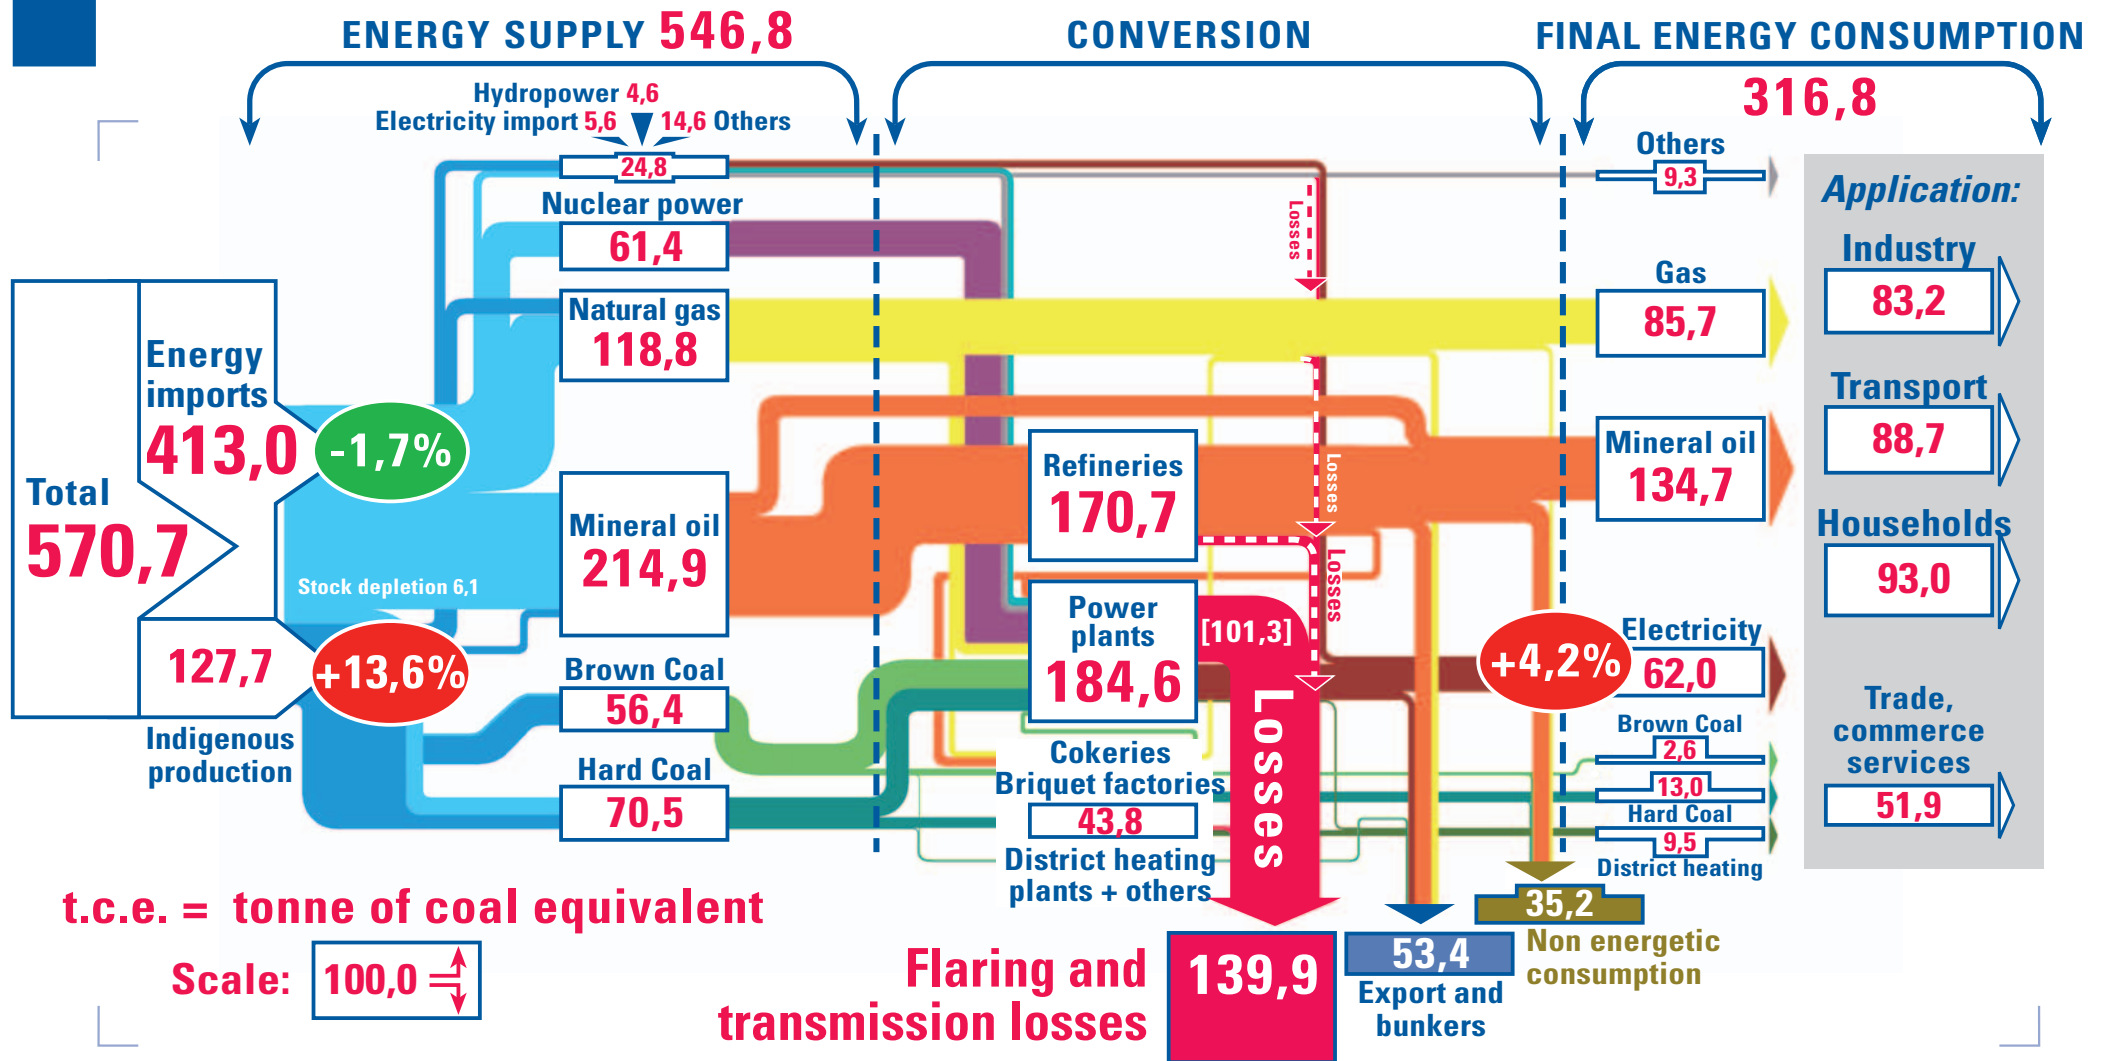 ENERGY SUPPLY 546,8
CONVERSION
FINAL ENERGY CONSUMPTION
316,8
Hydropower 4,6
Electricity import 5,6
14,6 Others
24,8
Nuclear power
61,4
Natural gas
118,8
Mineral oil
214,9
Brown Coal
56,4
Hard Coal
70,5
Total
570,7
Energy
imports
413,0
-1,7%
Stock depletion 6,1
127,7
+13,6%
Indigenous
production
Refineries
170,7
Power
plants
184,6
[101,3]
Cokeries
Briquet factories
43,8
District heating
plants + others
Losses
Losses
Losses
Losses
Others
9,3
Gas
85,7
Mineral oil
134,7
+4,2%
Electricity
62,0
Brown Coal
2,6
13,0
Hard Coal
9,5
District heating
Application:
Industry
83,2
Transport
88,7
Households
93,0
Trade,
commerce
services
51,9
t.c.e. = tonne of coal equivalent
Scale:
100,0
Flaring and
transmission losses
139,9
53,4
Export and
bunkers
35,2
Non energetic
consumption